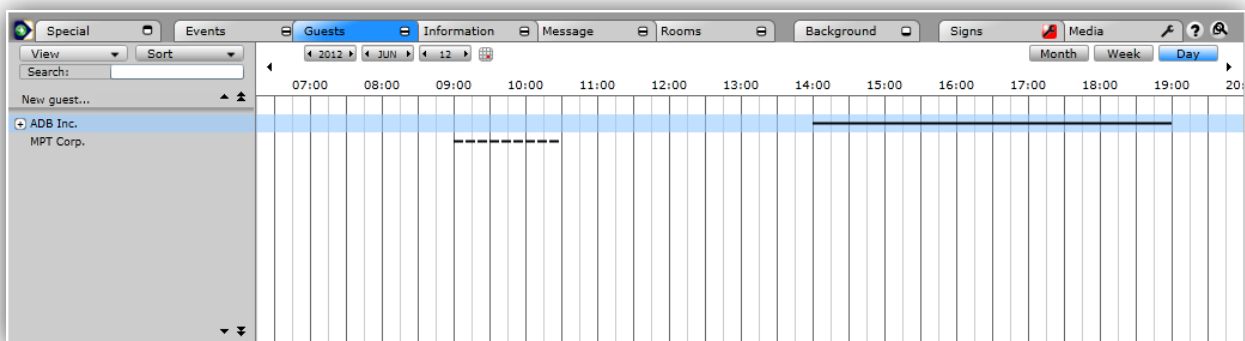 Special Events Guests Information Message Rooms Background Signs Media ?
View Sort 2012 JUN 12 Month Week Day
Search:
07:00 08:00 09:00 10:00 11:00 12:00 13:00 14:00 15:00 16:00 17:00 18:00 19:00 20:
New guest...
ADB Inc.
MPT Corp.